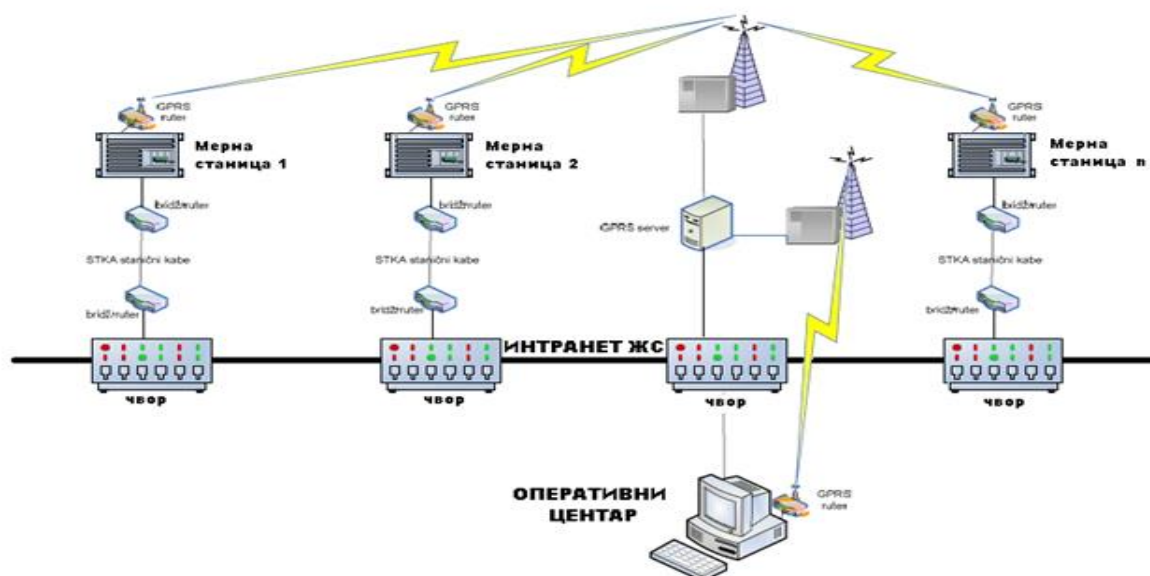 GPRS
ruter
Мерна
станица 1
bridž/ruter
STKA stanični kabe
bridž/ruter
чвор
GPRS
ruter
Мерна
станица 2
bridž/ruter
STKA stanični kabe
bridž/ruter
чвор
ИНТРАНЕТ ЖС
GPRS server
чвор
GPRS
ruter
Мерна
станица n
bridž/ruter
STKA stanični kabe
bridž/ruter
чвор
ОПЕРАТИВНИ
ЦЕНТАР
GPRS
ruter